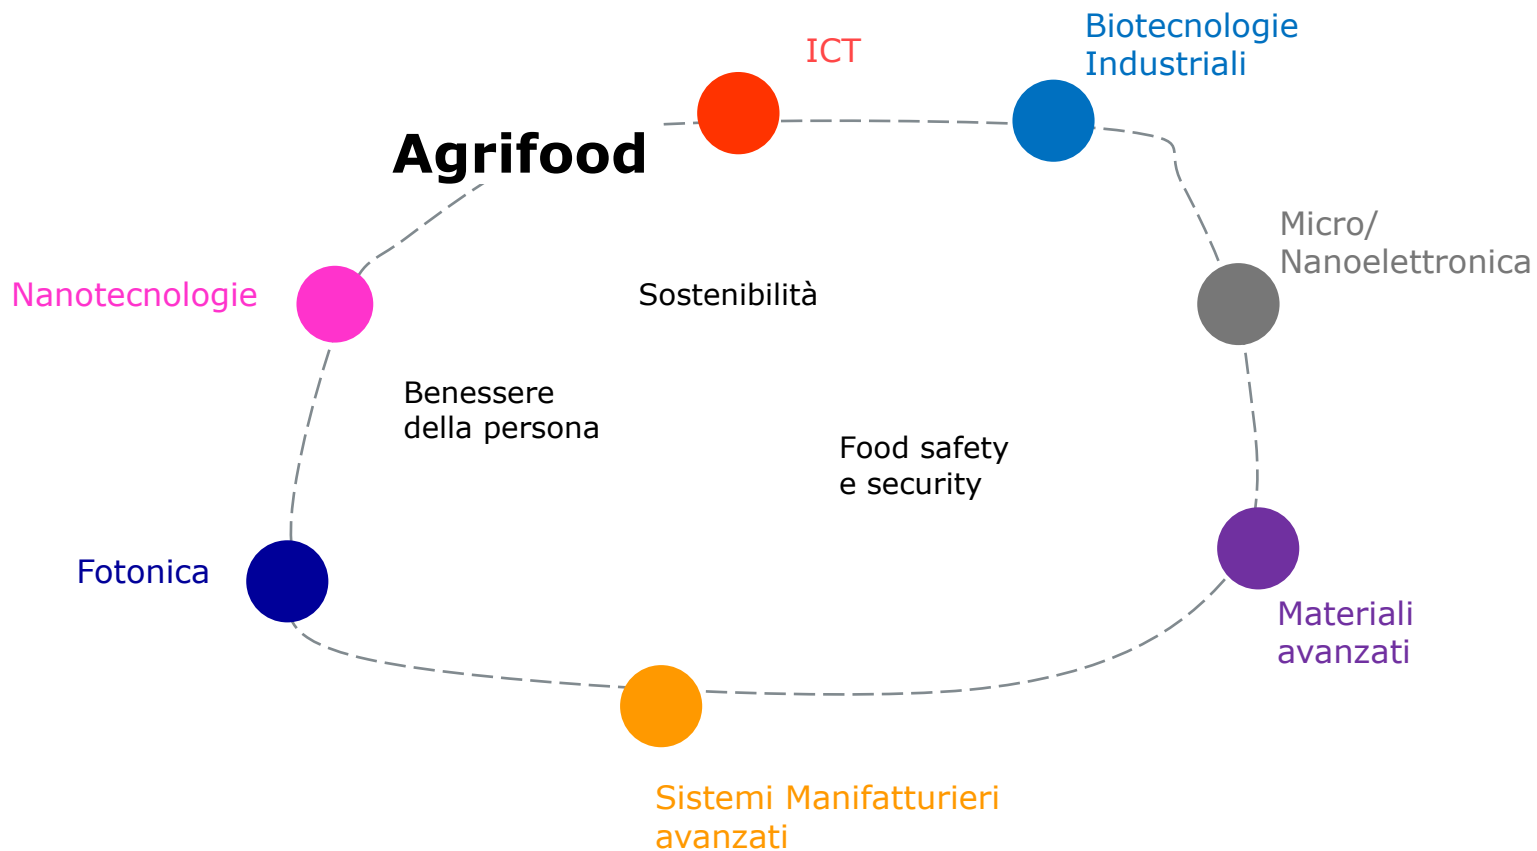 ICT
Biotecnologie
Industriali
Agrifood
Micro/
Nanoelettronica
Nanotecnologie
Sostenibilità
Benessere
della persona
Food safety
e security
Fotonica
Materiali
avanzati
Sistemi Manifatturieri
avanzati